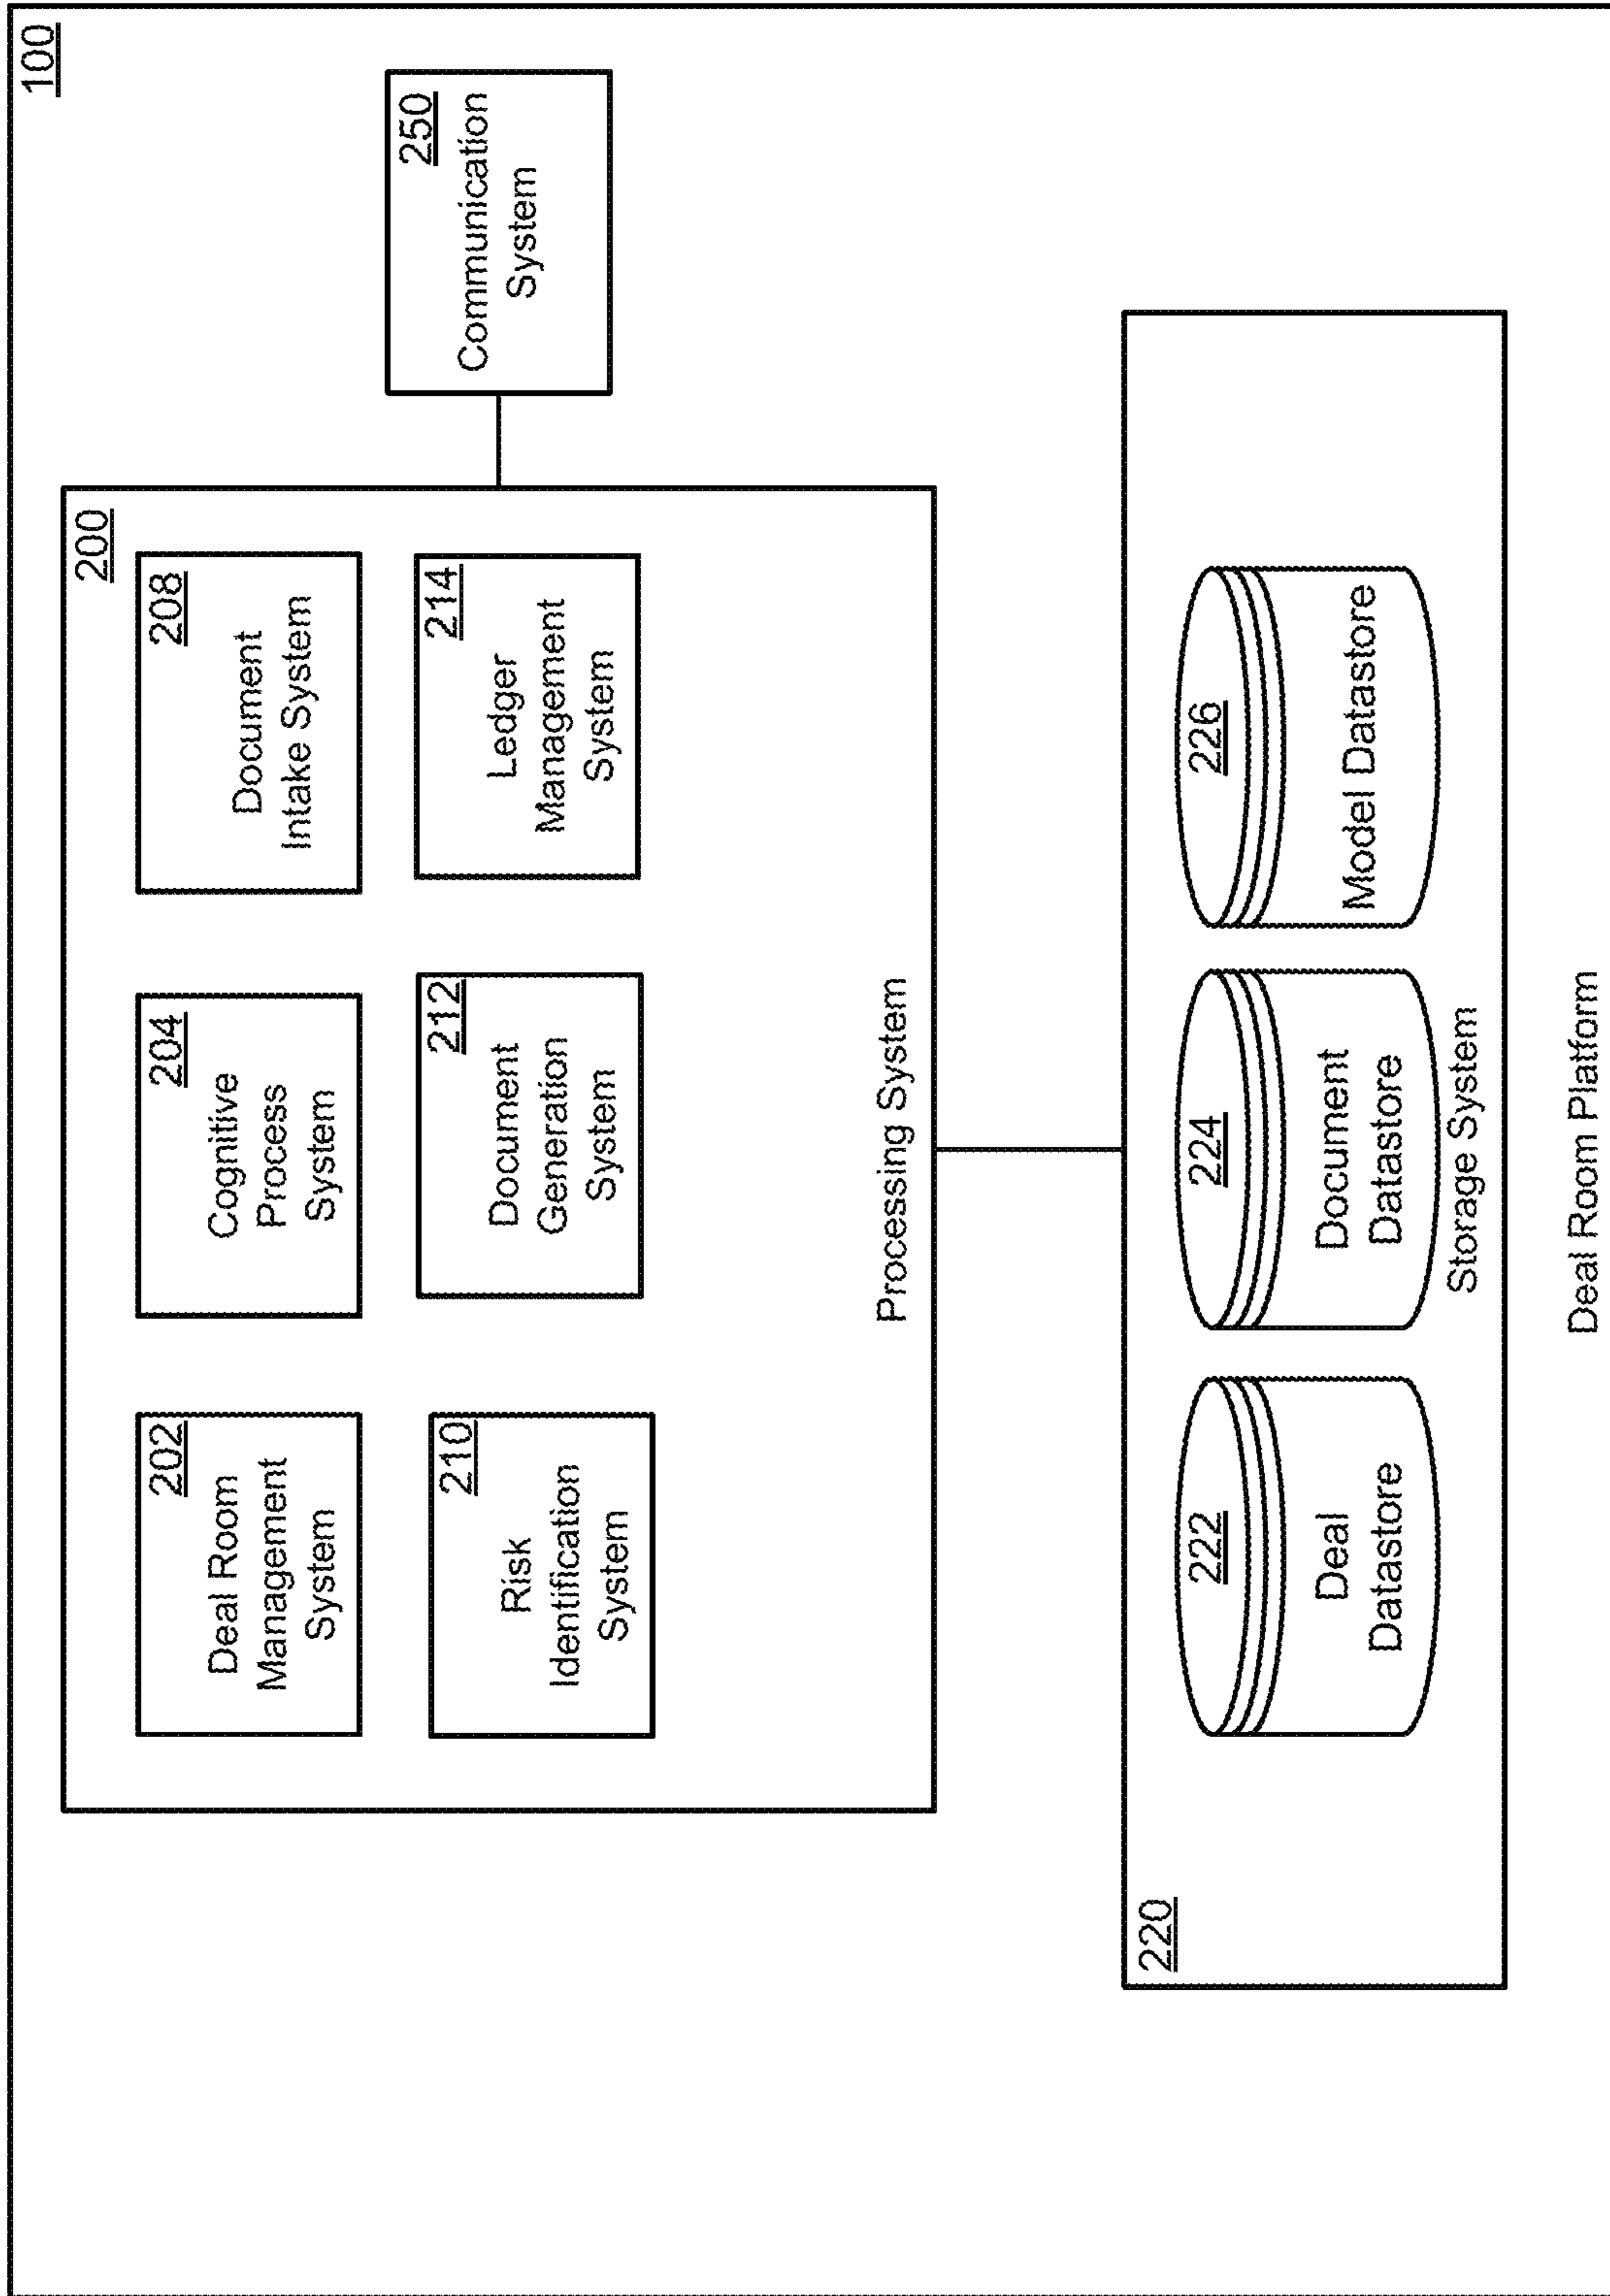 100
200
202
Deal Room
Management
System
204
Cognitive
Process
System
208
Document
Intake System
210
Risk
Identification
System
212
Document
Generation
System
214
Ledger
Management
System
Processing System
250
Communication
System
220
222
Deal
Datastore
224
Document
Datastore
226
Model Datastore
Storage System
Deal Room Platform